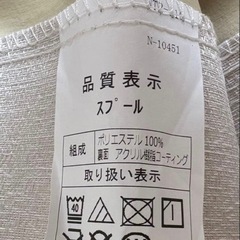 N-10451
品質表示
スプール
組成
ポリエステル100%
裏面 アクリル樹脂コーティング
取り扱い表示
40